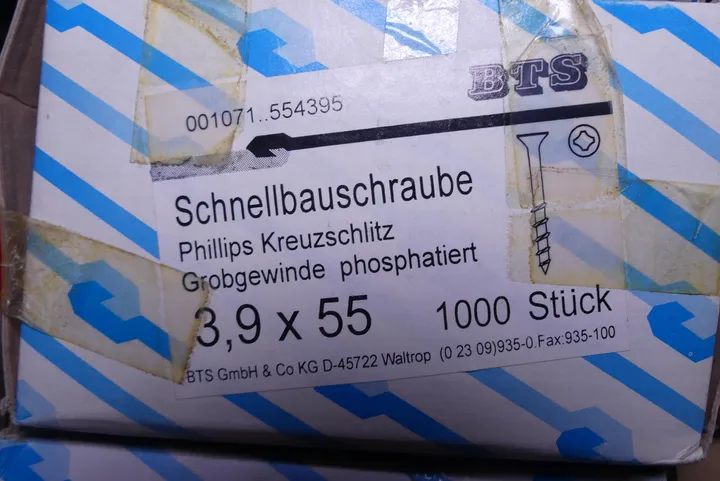 BTS
001071..554395
Schnellbauschraube
Phillips Kreuzschlitz
Grobgewinde phosphatiert
3,9 x 55 1000 Stück
BTS GmbH & Co KG D-45722 Waltrop (0 23 09)935-0.Fax:935-100